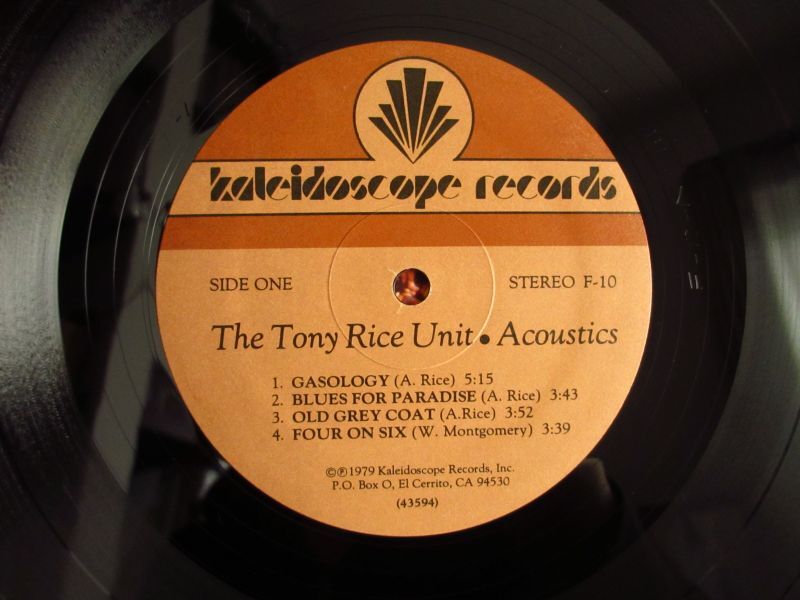 kaleidoscope records
SIDE ONE
STEREO F-10
The Tony Rice Unit • Acoustics
1. GASOLOGY (A. Rice) 5:15
2. BLUES FOR PARADISE (A. Rice) 3:43
3. OLD GREY COAT (A.Rice) 3:52
4. FOUR ON SIX (W. Montgomery) 3:39
©℗1979 Kaleidoscope Records, Inc.
P.O. Box O, El Cerrito, CA 94530
(43594)